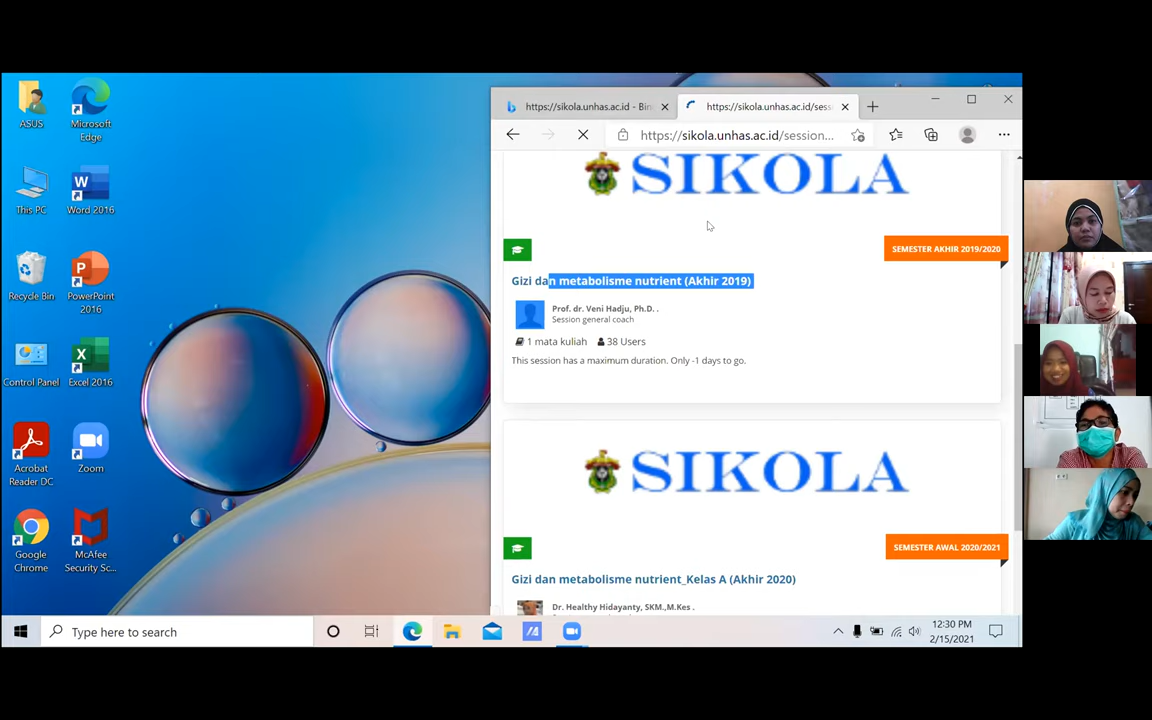 ASUS
Microsoft
Edge
This PC
Word 2016
Recycle Bin
PowerPoint
2016
Control Panel
Excel 2016
Acrobat
Reader DC
Zoom
Google
Chrome
McAfee
Security Sc...
https://sikola.unhas.ac.id - Bin
https://sikola.unhas.ac.id/sess
https://sikola.unhas.ac.id/session...
SIKOLA
SEMESTER AKHIR 2019/2020
Gizi dan metabolisme nutrient (Akhir 2019)
Prof. dr. Veni Hadju, Ph.D. .
Session general coach
1 mata kuliah 38 Users
This session has a maximum duration. Only -1 days to go.
SIKOLA
SEMESTER AWAL 2020/2021
Gizi dan metabolisme nutrient_Kelas A (Akhir 2020)
Dr. Healthy Hidayanty, SKM.,M.Kes .
Type here to search
12:30 PM
2/15/2021